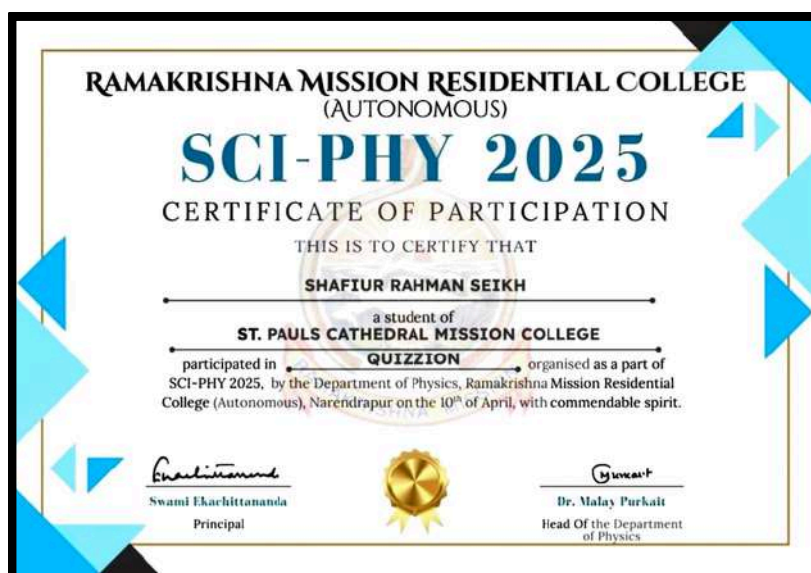 RAMAKRISHNA MISSION RESIDENTIAL COLLEGE
(AUTONOMOUS)
SCI-PHY 2025
CERTIFICATE OF PARTICIPATION
THIS IS TO CERTIFY THAT
SHAFIUR RAHMAN SEIKH
a student of
ST. PAULS CATHEDRAL MISSION COLLEGE
participated in QUIZZION organised as a part of
SCI-PHY 2025, by the Department of Physics, Ramakrishna Mission Residential
College (Autonomous), Narendrapur on the 10th of April, with commendable spirit.
Swami Ekachittananda
Principal
Dr. Malay Purkait
Head Of the Department
of Physics